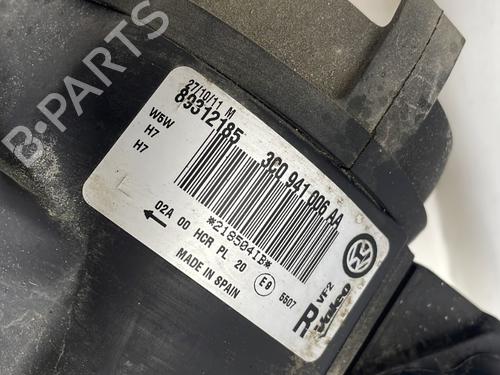 B-PARTS
27/10/11 M
89312185
3C0 941 006 AA
W5W
H7
H7
*2185041B*
02A 00 HCR PL 20
E9
5507
MADE IN SPAIN
VF2
R
Valeo